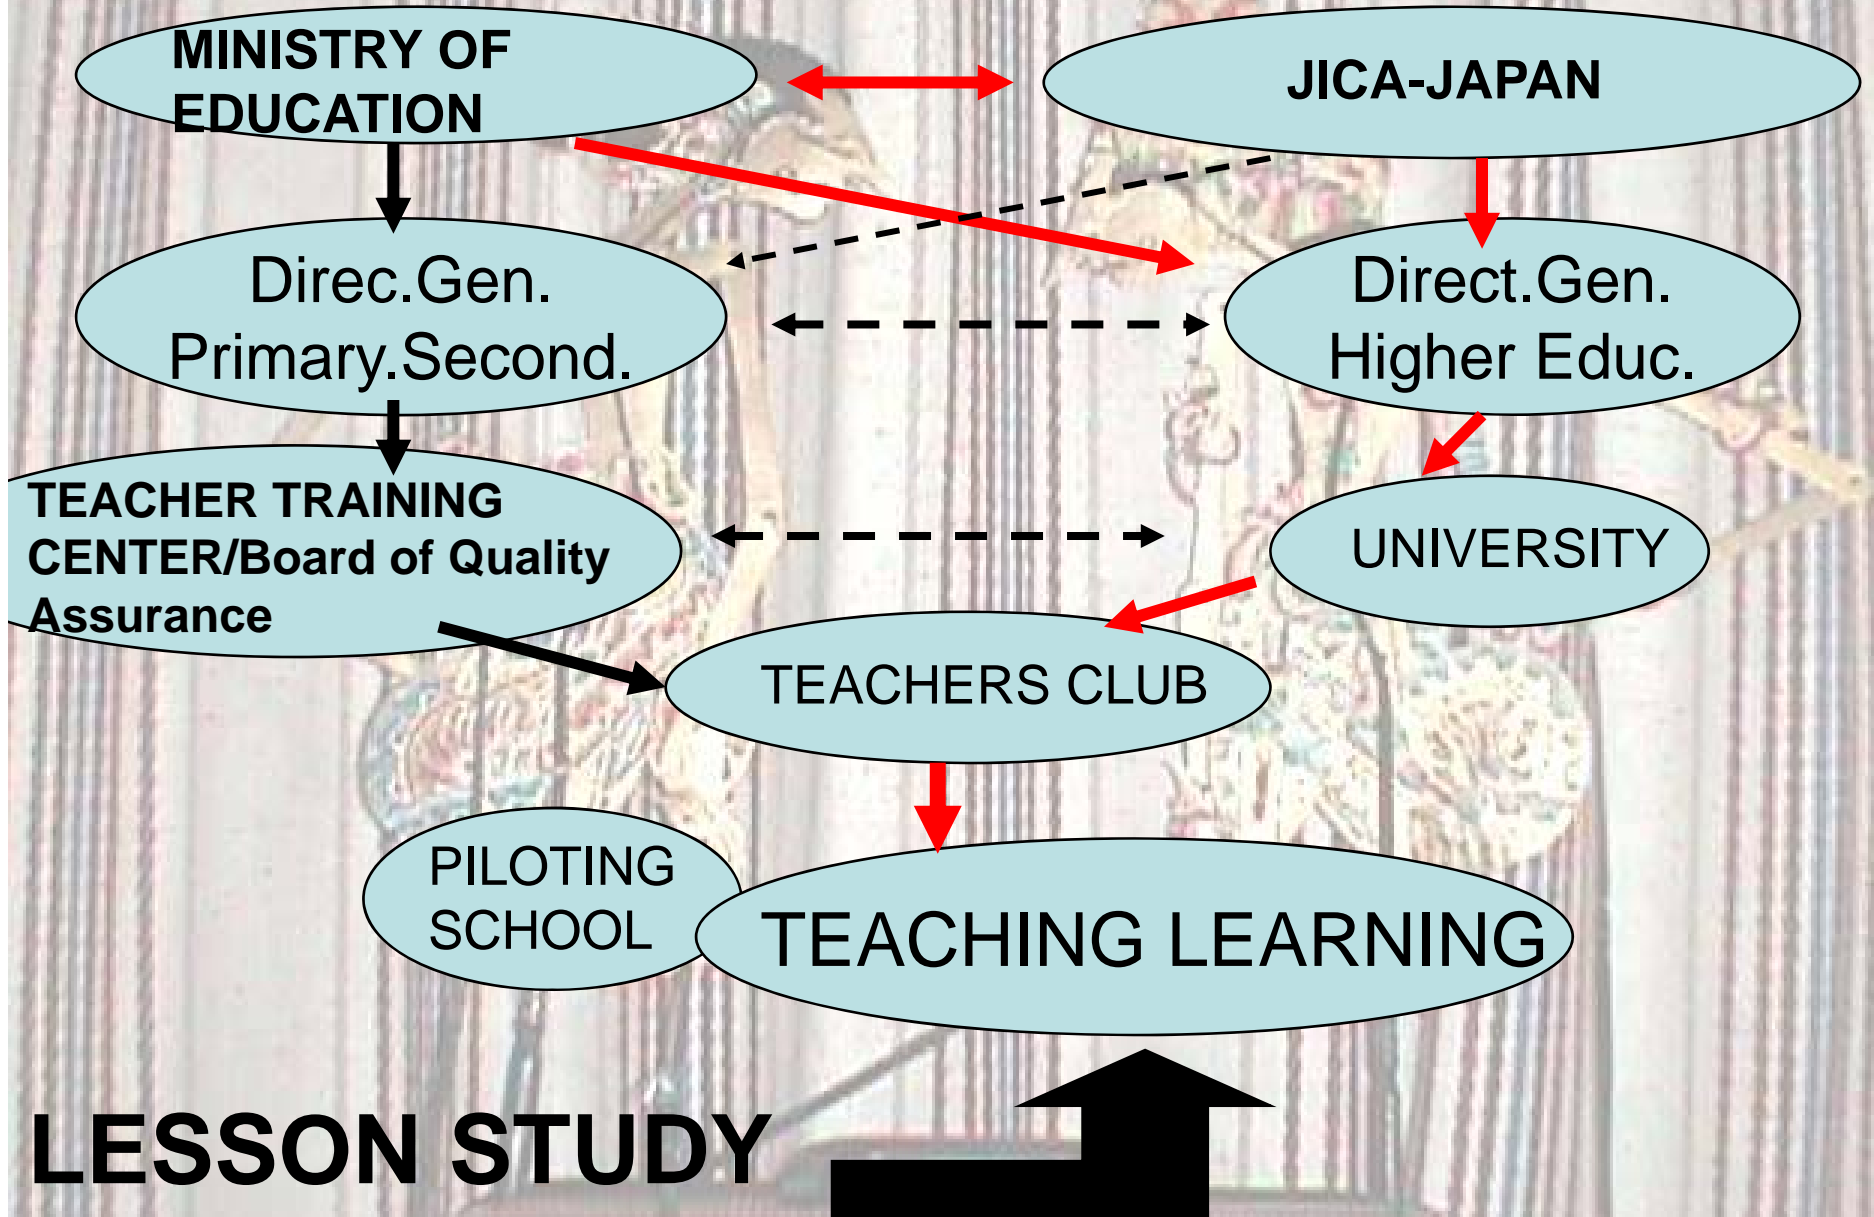 MINISTRY OF
EDUCATION
JICA-JAPAN
Direc.Gen.
Primary.Second.
Direct.Gen.
Higher Educ.
TEACHER TRAINING
CENTER/Board of Quality
Assurance
UNIVERSITY
TEACHERS CLUB
PILOTING
SCHOOL
TEACHING LEARNING
LESSON STUDY